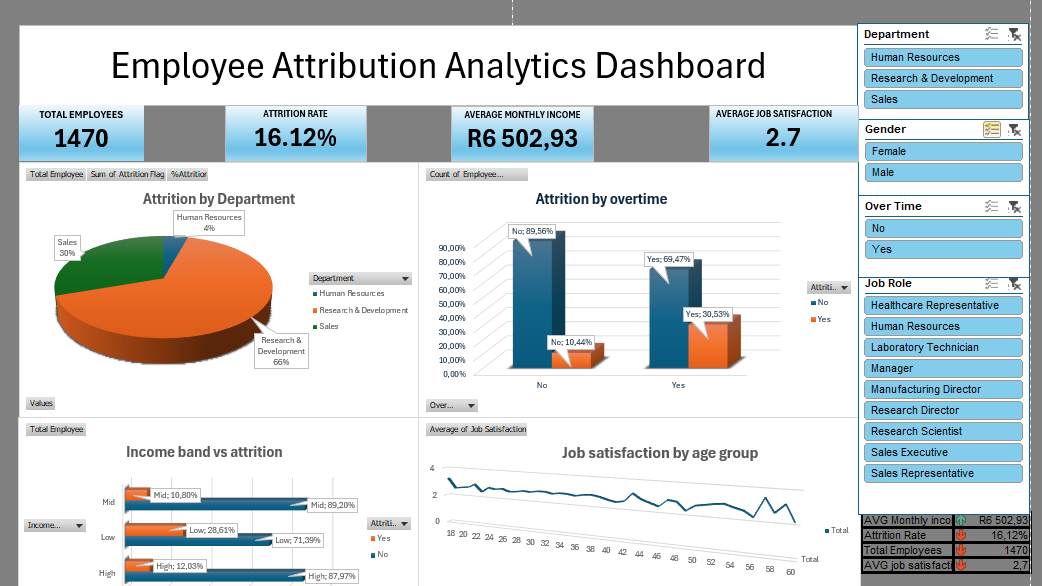 Employee Attribution Analytics Dashboard
TOTAL EMPLOYEES
1470
ATTRITION RATE
16.12%
AVERAGE MONTHLY INCOME
R6 502,93
AVERAGE JOB SATISFACTION
2.7
Total Employee
Sum of Attrition Flag
%Attrition
Attrition by Department
Human Resources
4%
Sales
30%
Research &
Development
66%
Department
Human Resources
Research & Development
Sales
Values
Count of Employee...
Attrition by overtime
90,00%
80,00%
70,00%
60,00%
50,00%
40,00%
30,00%
20,00%
10,00%
0,00%
No; 89,56%
No; 10,44%
Yes; 69,47%
Yes; 30,53%
No
Yes
Attriti...
No
Yes
Over...
Total Employee
Income band vs attrition
Income...
Mid
Low
High
Mid; 10,80%
Mid; 89,20%
Low; 28,61%
Low; 71,39%
High; 12,03%
High; 87,97%
Attriti...
Yes
No
Average of Job Satisfaction
Job satisfaction by age group
4
2
0
18 20 22 24 26 28 30 32 34 36 38 40 42 44 46 48 50 52 54 56 58 60
Total
Total
Department
Human Resources
Research & Development
Sales
Gender
Female
Male
Over Time
No
Yes
Job Role
Healthcare Representative
Human Resources
Laboratory Technician
Manager
Manufacturing Director
Research Director
Research Scientist
Sales Executive
Sales Representative
AVG Monthly inco R6 502,93
Attrition Rate 16,12%
Total Employees 1470
AVG job satisfacti 2,7